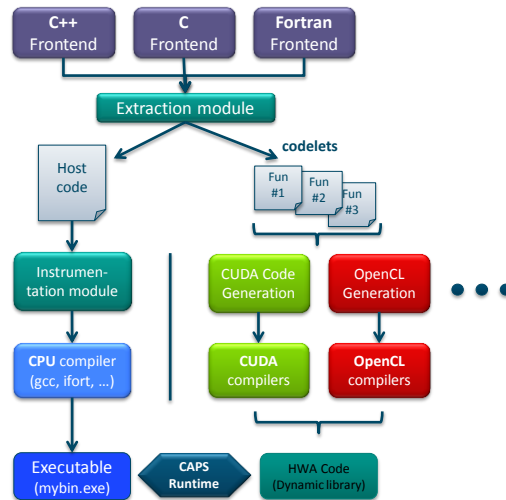 C++
Frontend
C
Frontend
Fortran
Frontend
Extraction module
codelets
Host
code
Fun
#1
Fun
#2
Fun
#3
Instrumen-
tation module
CUDA Code
Generation
OpenCL
Generation
CPU compiler
(gcc, ifort, …)
CUDA
compilers
OpenCL
compilers
Executable
(mybin.exe)
CAPS
Runtime
HWA Code
(Dynamic library)